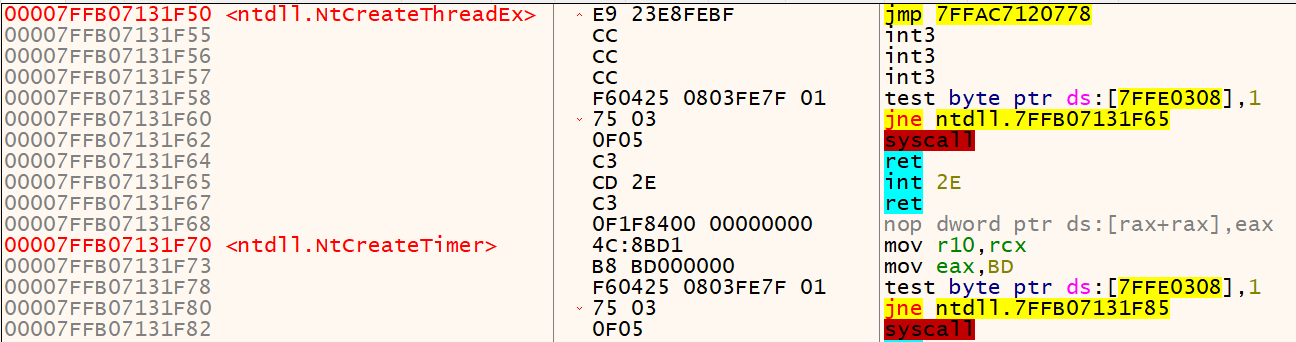 00007FFB07131F50 <ntdll.NtCreateThreadEx> E9 23E8FEBF jmp 7FFAC7120778
00007FFB07131F55 CC int3
00007FFB07131F56 CC int3
00007FFB07131F57 CC int3
00007FFB07131F58 F60425 0803FE7F 01 test byte ptr ds:[7FFE0308],1
00007FFB07131F60 75 03 jne ntdll.7FFB07131F65
00007FFB07131F62 0F05 syscall
00007FFB07131F64 C3 ret
00007FFB07131F65 CD 2E int 2E
00007FFB07131F67 C3 ret
00007FFB07131F68 0F1F8400 00000000 nop dword ptr ds:[rax+rax],eax
00007FFB07131F70 <ntdll.NtCreateTimer> 4C:8BD1 mov r10,rcx
00007FFB07131F73 B8 BD000000 mov eax,BD
00007FFB07131F78 F60425 0803FE7F 01 test byte ptr ds:[7FFE0308],1
00007FFB07131F80 75 03 jne ntdll.7FFB07131F85
00007FFB07131F82 0F05 syscall